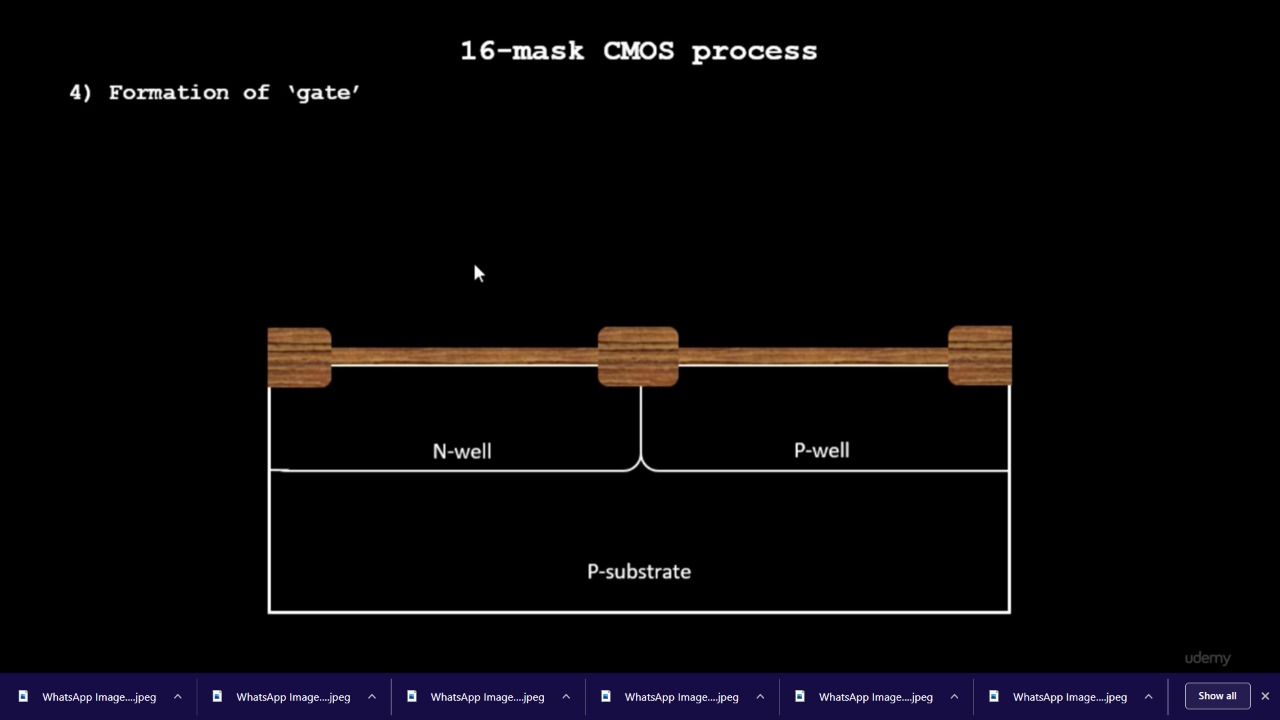 16-mask CMOS process
4) Formation of ‘gate’
N-well
P-well
P-substrate
udemy
WhatsApp Image....jpeg
WhatsApp Image....jpeg
WhatsApp Image....jpeg
WhatsApp Image....jpeg
WhatsApp Image....jpeg
WhatsApp Image....jpeg
Show all